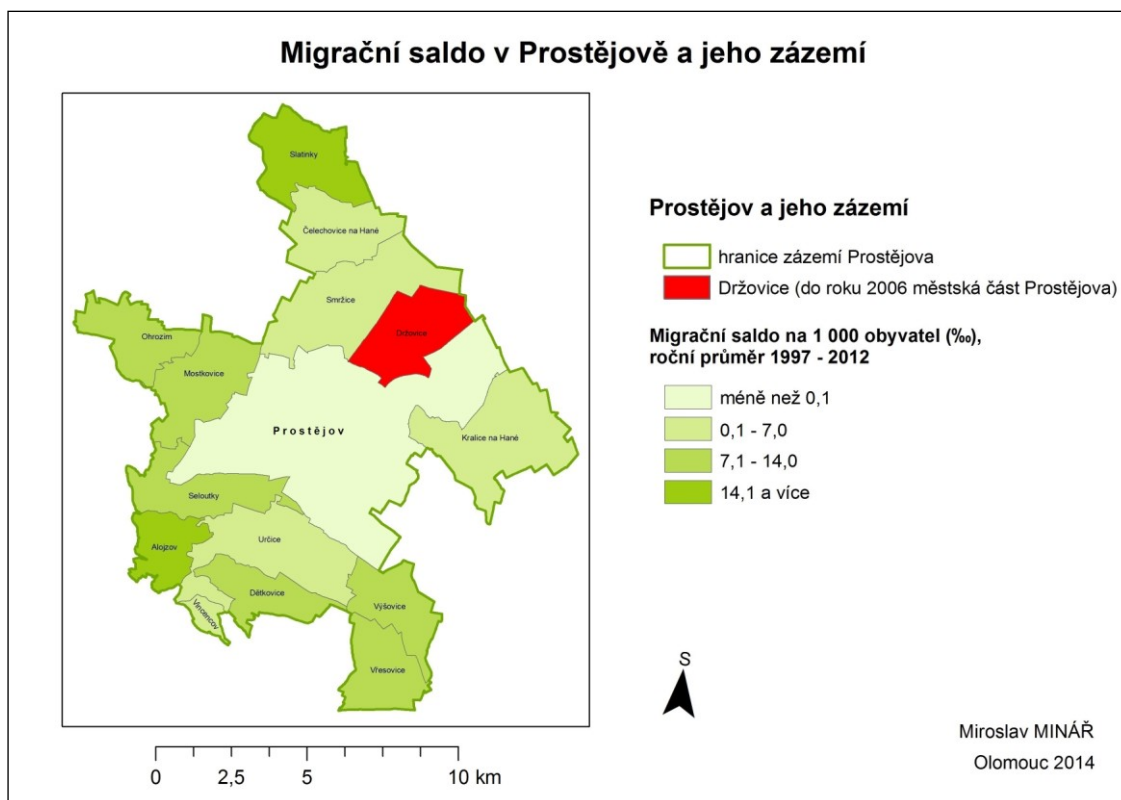 Migrační saldo v Prostějově a jeho zázemí
Slatinky
Čelechovice na Hané
Smržice
Držovice
Ohrozim
Mostkovice
Prostějov
Kralice na Hané
Seloutky
Určice
Alojzov
Dětkovice
Výšovice
Vincencov
Vřesovice
0 2,5 5 10 km
Prostějov a jeho zázemí
hranice zázemí Prostějova
Držovice (do roku 2006 městská část Prostějova)
Migrační saldo na 1 000 obyvatel (‰),
roční průměr 1997 - 2012
méně než 0,1
0,1 - 7,0
7,1 - 14,0
14,1 a více
S
Miroslav MINÁŘ
Olomouc 2014